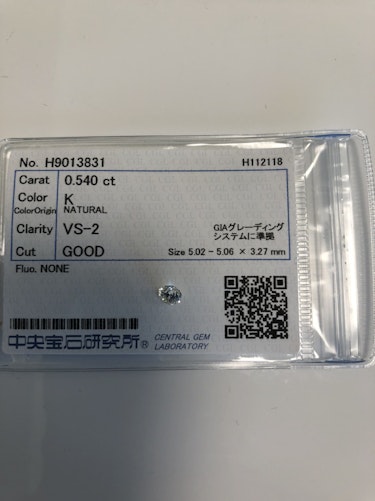 No. H9013831 H112118
Carat 0.540 ct
Color K
ColorOrigin NATURAL
Clarity VS-2
GIAグレーディング
システムに準拠
Cut GOOD Size 5.02 - 5.06 × 3.27 mm
Fluo. NONE
中央宝石研究所® CENTRAL GEM
LABORATORY